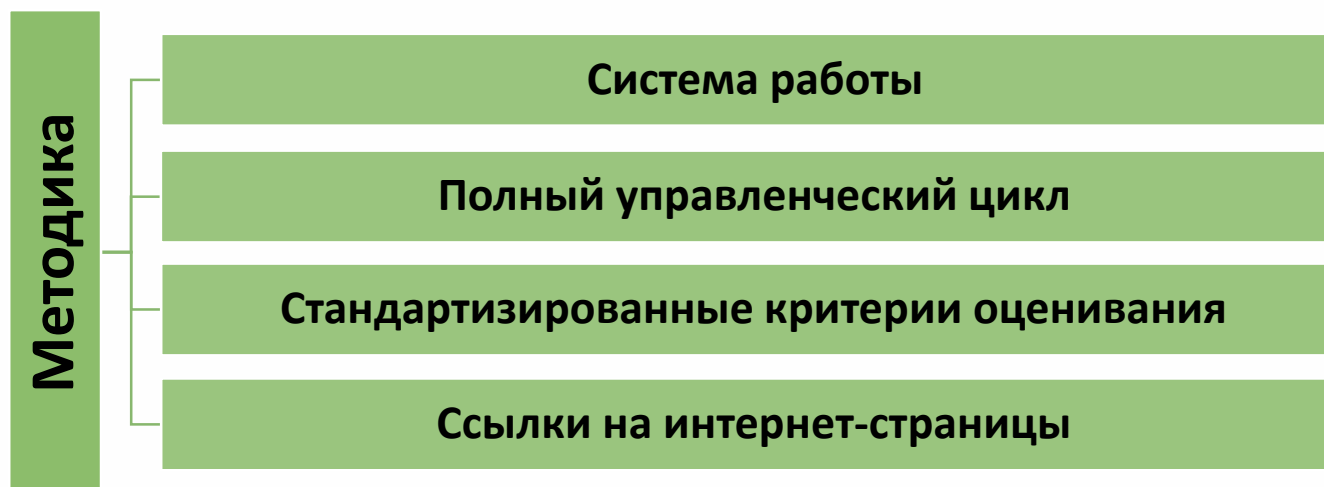 Методика
Система работы
Полный управленческий цикл
Стандартизированные критерии оценивания
Ссылки на интернет-страницы